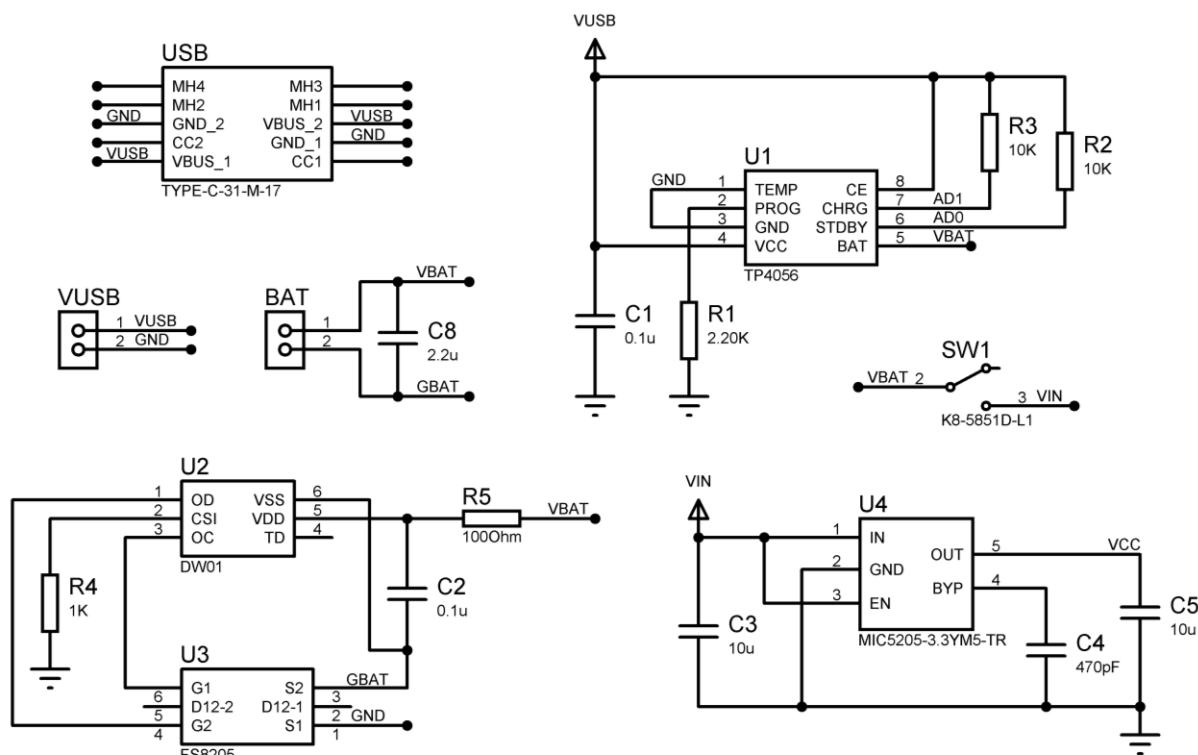 USB
MH4 MH3
MH2 MH1
GND GND_2 VBUS_2 VUSB
CC2 GND_1 GND
VUSB VBUS_1 CC1
TYPE-C-31-M-17
VUSB
1 VUSB
2 GND
BAT
1
2
VBAT
C8
2.2u
GBAT
VUSB
R3
10K
R2
10K
U1
GND 1 TEMP CE 8
2 PROG CHRG 7 AD1
3 GND STDBY 6 AD0
4 VCC BAT 5 VBAT
TP4056
C1
0.1u
R1
2.20K
SW1
VBAT 2
3 VIN
K8-5851D-L1
U2
1 OD VSS 6
2 CSI VDD 5
3 OC TD 4
DW01
R5
100Ohm
VBAT
R4
1K
C2
0.1u
U3
G1 S2 GBAT
6 D12-2 D12-1 3
5 G2 S1 2 GND
4 1
ES8205
VIN
U4
1 IN
OUT 5 VCC
2 GND
BYP 4
3 EN
MIC5205-3.3YM5-TR
C3
10u
C4
470pF
C5
10u